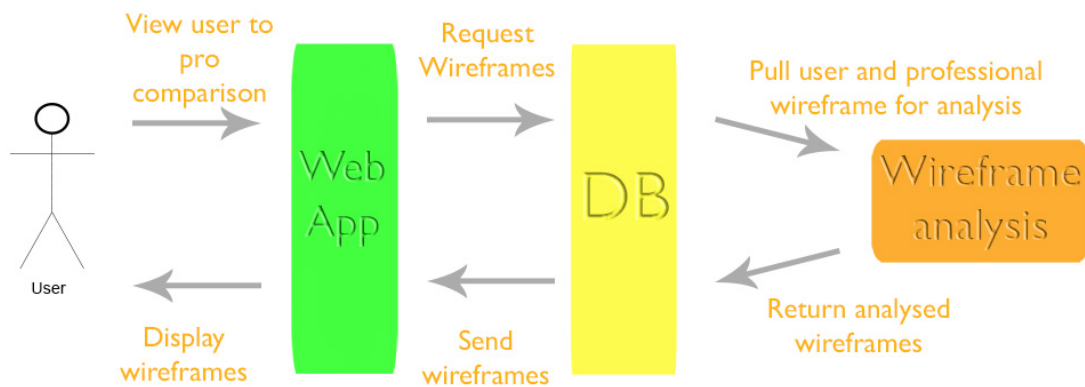 View user to
pro
comparison
Request
Wireframes
Pull user and professional
wireframe for analysis
Web
App
DB
Wireframe
analysis
User
Display
wireframes
Send
wireframes
Return analysed
wireframes